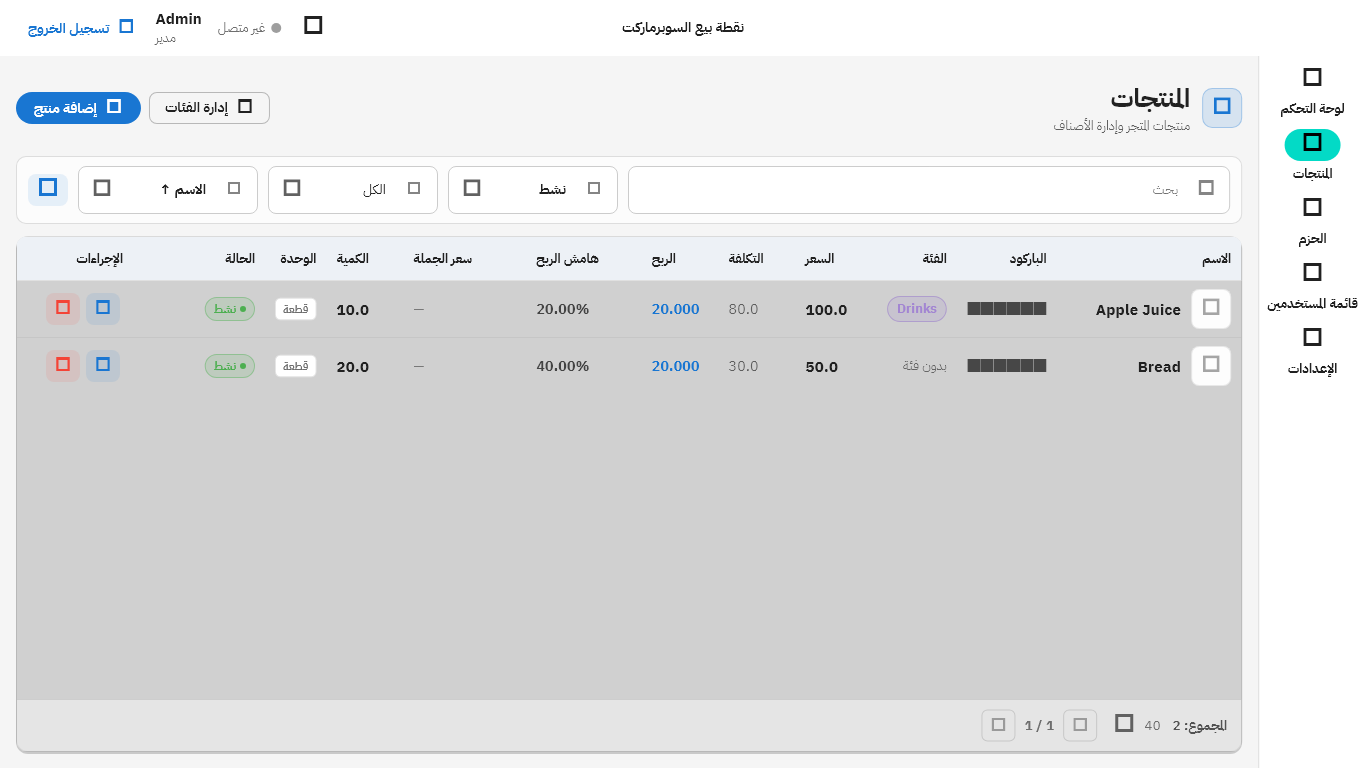 نقطة بيع السوبرماركت
غير متصل
Admin
مدير
تسجيل الخروج
لوحة التحكم
المنتجات
الحزم
قائمة المستخدمين
الإعدادات
المنتجات
منتجات المتجر وإدارة الأصناف
إدارة الفئات
إضافة منتج
بحث
نشط
الكل
الاسم ↑
الاسم الباركود الفئة السعر التكلفة الربح هامش الربح سعر الجملة الكمية الوحدة الحالة الإجراءات
Apple Juice Drinks 100.0 80.0 20.000 20.00% — 10.0 قطعة نشط
Bread بدون فئة 50.0 30.0 20.000 40.00% — 20.0 قطعة نشط
المجموع: 2 40 1 / 1